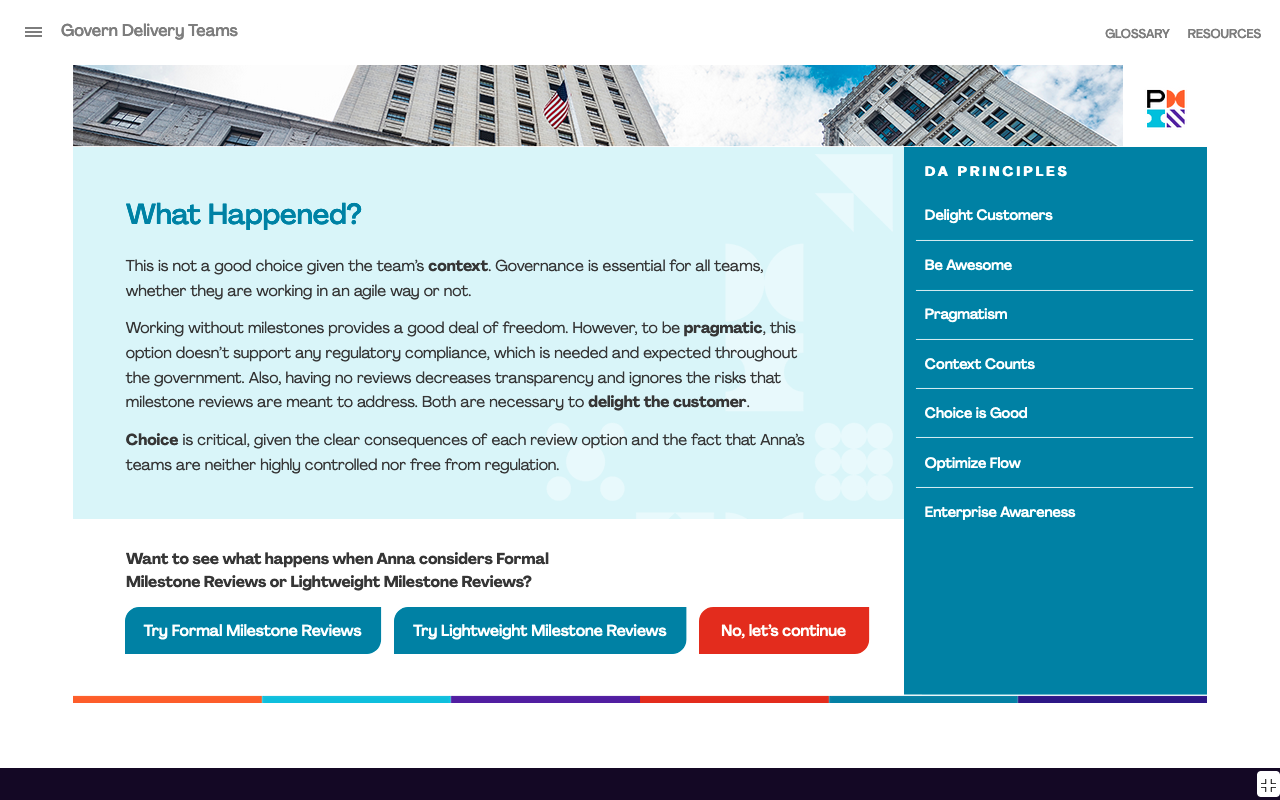 Govern Delivery Teams
GLOSSARY
RESOURCES
P
What Happened?
This is not a good choice given the team’s context. Governance is essential for all teams,
whether they are working in an agile way or not.
Working without milestones provides a good deal of freedom. However, to be pragmatic, this
option doesn’t support any regulatory compliance, which is needed and expected throughout
the government. Also, having no reviews decreases transparency and ignores the risks that
milestone reviews are meant to address. Both are necessary to delight the customer.
Choice is critical, given the clear consequences of each review option and the fact that Anna’s
teams are neither highly controlled nor free from regulation.
Want to see what happens when Anna considers Formal
Milestone Reviews or Lightweight Milestone Reviews?
Try Formal Milestone Reviews
Try Lightweight Milestone Reviews
No, let’s continue
DA PRINCIPLES
Delight Customers
Be Awesome
Pragmatism
Context Counts
Choice is Good
Optimize Flow
Enterprise Awareness